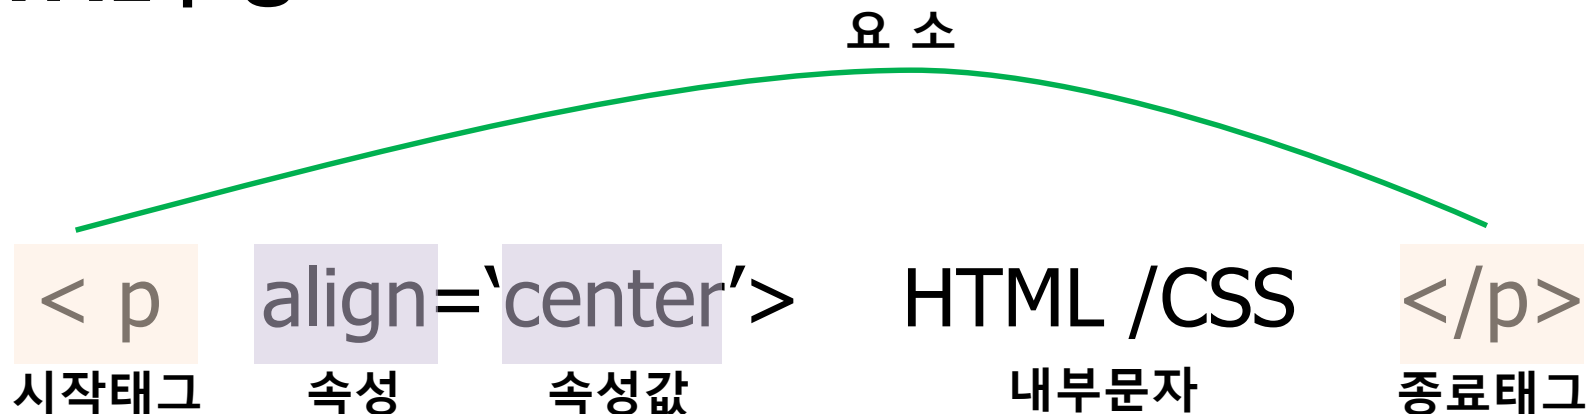 요 소
< p align=‘center’> HTML /CSS </p>
시작태그 속성 속성값 내부문자 종료태그